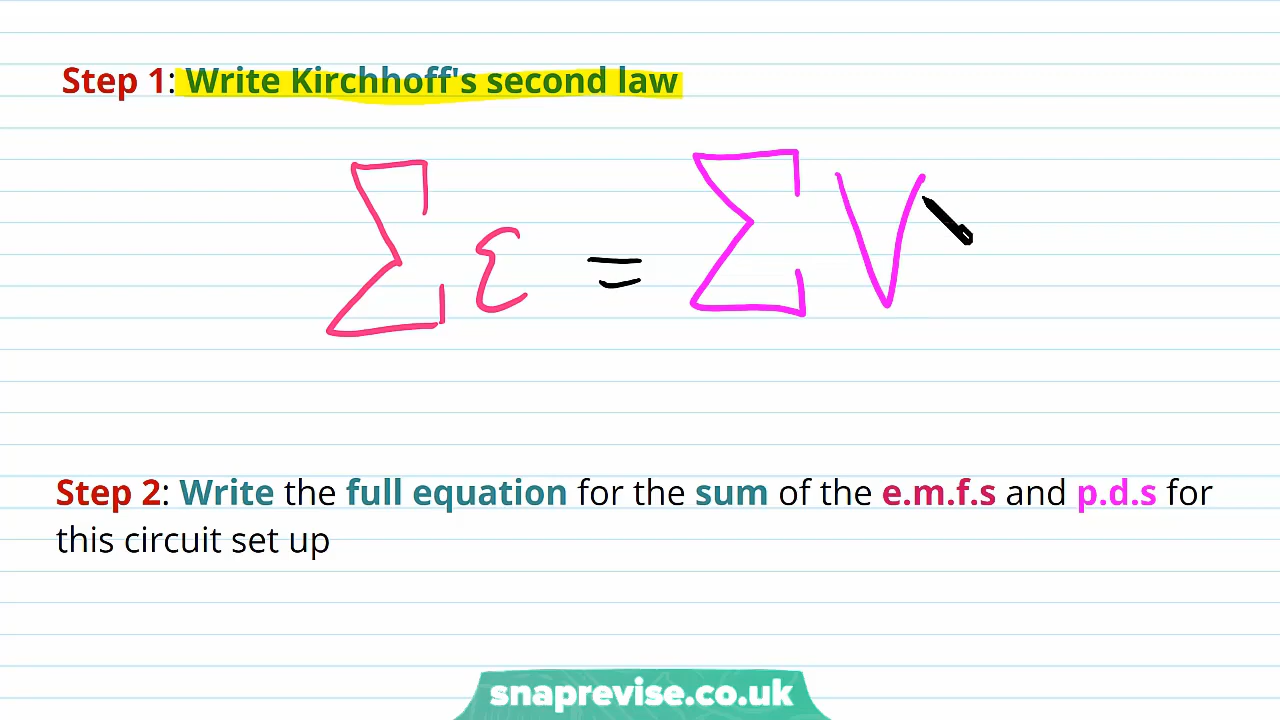 Step 1: Write Kirchhoff's second law
Σ ε = Σ V
Step 2: Write the full equation for the sum of the e.m.f.s and p.d.s for
this circuit set up
snaprevise.co.uk